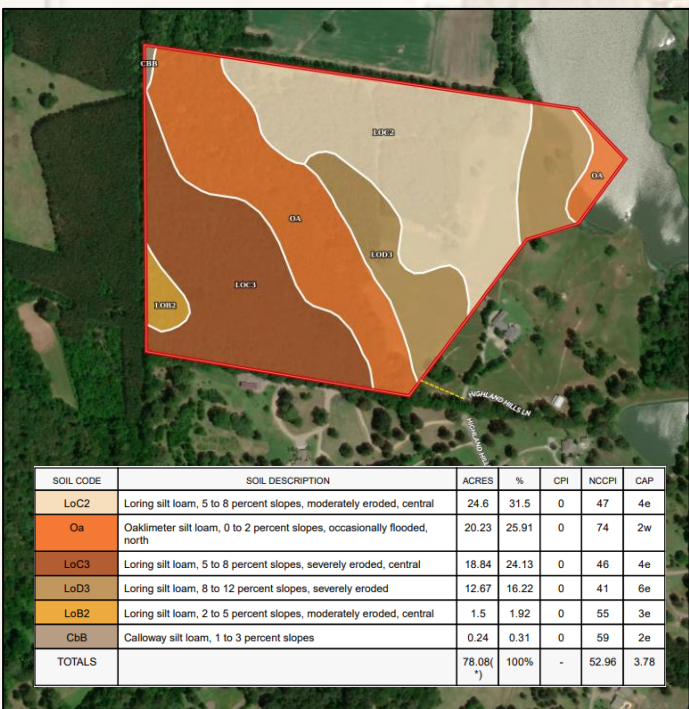 CBB
LOC2
OA
OA
LOD3
LOC3
LOB2
HIGHLAND HILLS LN
HIGHLAND HILLS
SOIL CODE SOIL DESCRIPTION ACRES % CPI NCCPI CAP
LoC2 Loring silt loam, 5 to 8 percent slopes, moderately eroded, central 24.6 31.5 0 47 4e
Oa Oaklimeter silt loam, 0 to 2 percent slopes, occasionally flooded, 20.23 25.91 0 74 2w
north
LoC3 Loring silt loam, 5 to 8 percent slopes, severely eroded, central 18.84 24.13 0 46 4e
LoD3 Loring silt loam, 8 to 12 percent slopes, severely eroded 12.67 16.22 0 41 6e
LoB2 Loring silt loam, 2 to 5 percent slopes, moderately eroded, central 1.5 1.92 0 55 3e
CbB Calloway silt loam, 1 to 3 percent slopes 0.24 0.31 0 59 2e
TOTALS 78.08( 100% - 52.96 3.78
*)